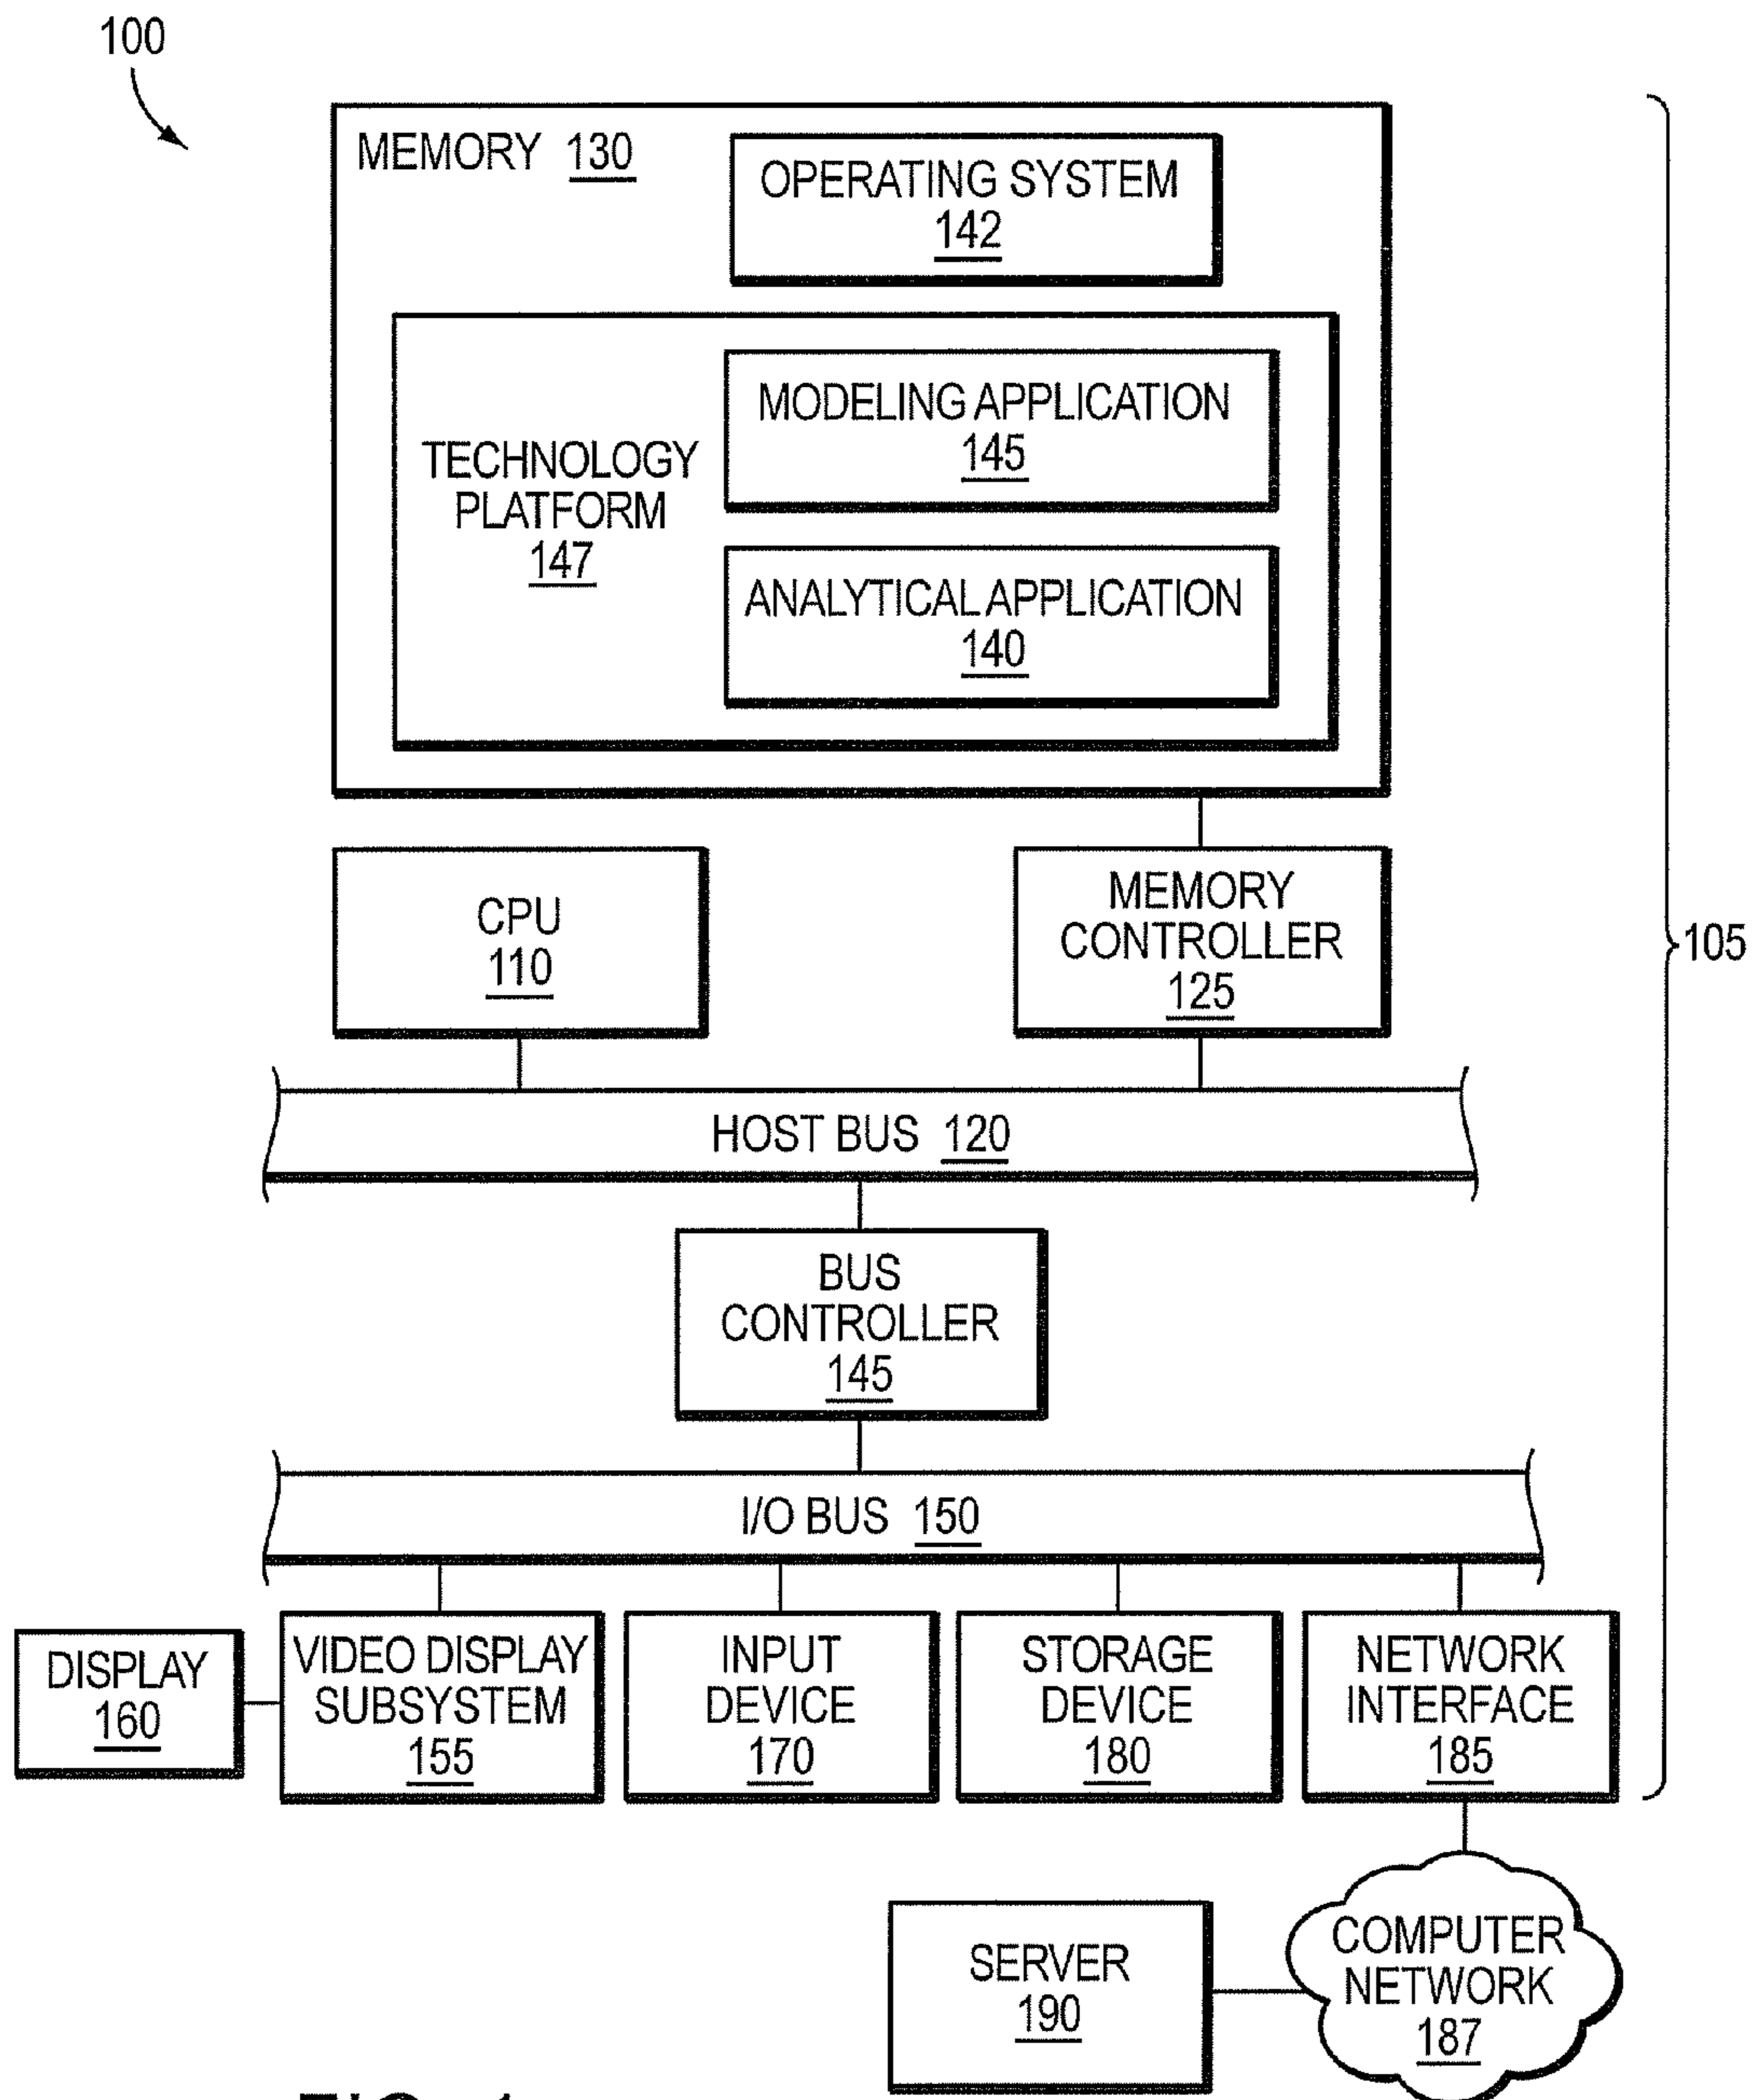 100
MEMORY 130
OPERATING SYSTEM
142
MODELING APPLICATION
145
TECHNOLOGY
PLATFORM
147
ANALYTICAL APPLICATION
140
CPU
110
MEMORY
CONTROLLER
125
105
HOST BUS 120
BUS
CONTROLLER
145
I/O BUS 150
DISPLAY
160
VIDEO DISPLAY
SUBSYSTEM
155
INPUT
DEVICE
170
STORAGE
DEVICE
180
NETWORK
INTERFACE
185
SERVER
190
COMPUTER
NETWORK
187